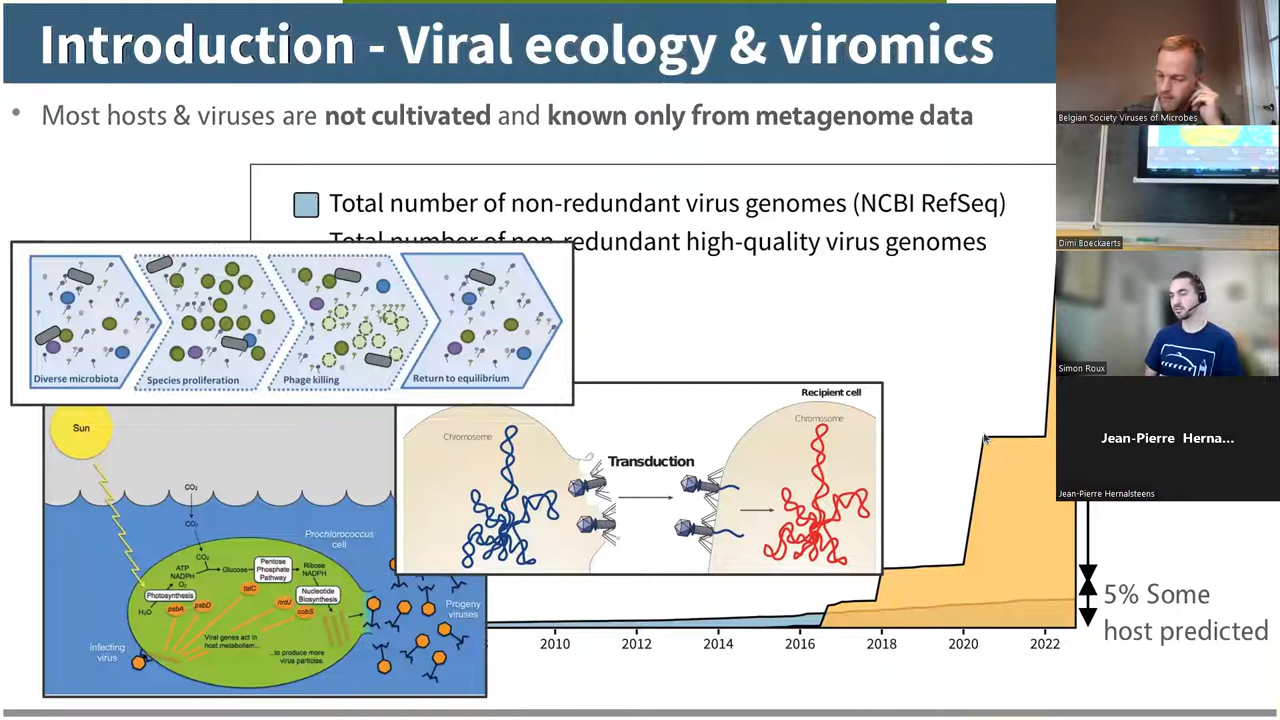 Introduction - Viral ecology & viromics
• Most hosts & viruses are not cultivated and known only from metagenome data
Total number of non-redundant virus genomes (NCBI RefSeq)
Total number of non-redundant high-quality virus genomes
Diverse microbiota
Species proliferation
Phage killing
Return to equilibrium
Sun
CO₂
CO₂
CO₂
Prochlorococcus
cell
ATP
NADPH
O₂
Glucose
Pentose
Phosphate
Pathway
Ribose
NADPH
Photosynthesis
H₂O
psbA
psbD
talC
nrdJ
cobS
Nucleotide
Biosynthesis
Viral genes act in
host metabolism...
...to produce more
virus particles.
Infecting
virus
Progeny
viruses
Recipient cell
Chromosome
Chromosome
Transduction
2010
2012
2014
2016
2018
2020
2022
5% Some
host predicted
Belgian Society Viruses of Microbes
Dimi Boeckaerts
Simon Roux
Jean-Pierre Herna...
Jean-Pierre Hernalsteens